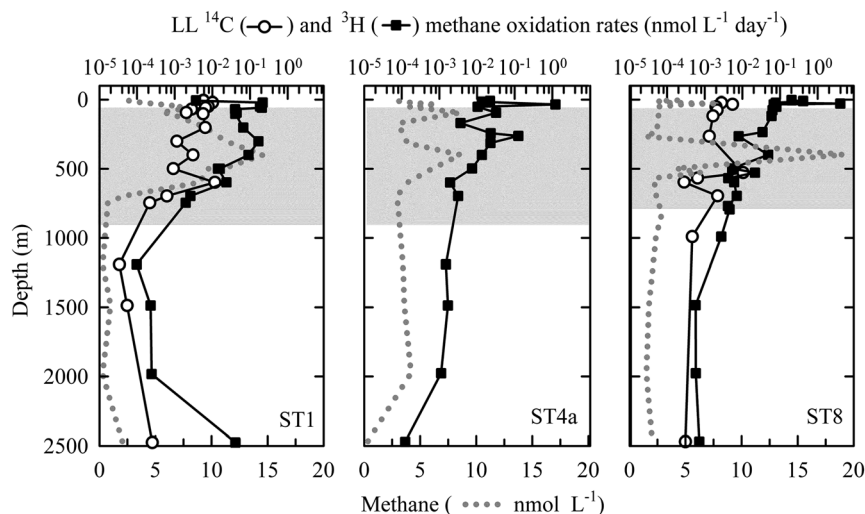 LL ¹⁴C ( ) and ³H ( ) methane oxidation rates (nmol L⁻¹ day⁻¹)
10⁻⁵ 10⁻⁴ 10⁻³ 10⁻² 10⁻¹ 10⁰ 10⁻⁵ 10⁻⁴ 10⁻³ 10⁻² 10⁻¹ 10⁰ 10⁻⁵ 10⁻⁴ 10⁻³ 10⁻² 10⁻¹ 10⁰
0
500
1000
1500
2000
2500
Depth (m)
ST1 ST4a ST8
0 5 10 15 20 0 5 10 15 20 5 10 15 20
Methane ( nmol L⁻¹)